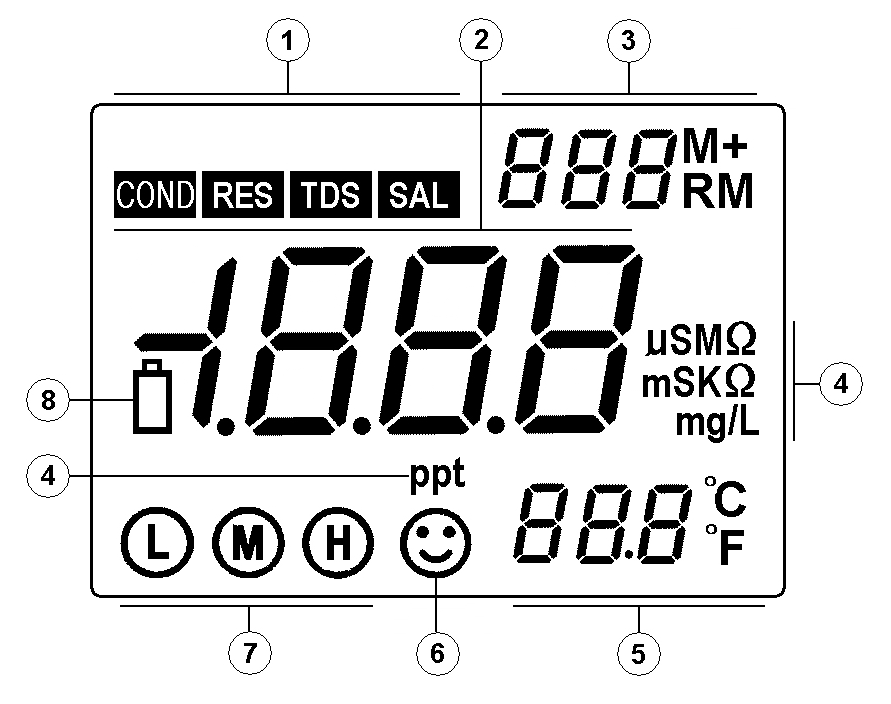 1 2 3
888 M+
COND RES TDS SAL RM
-1.8.8.8
µSMΩ
mSKΩ
8 4
mg/L
4 ppt
88.8 °C
L M H °F
7 6 5